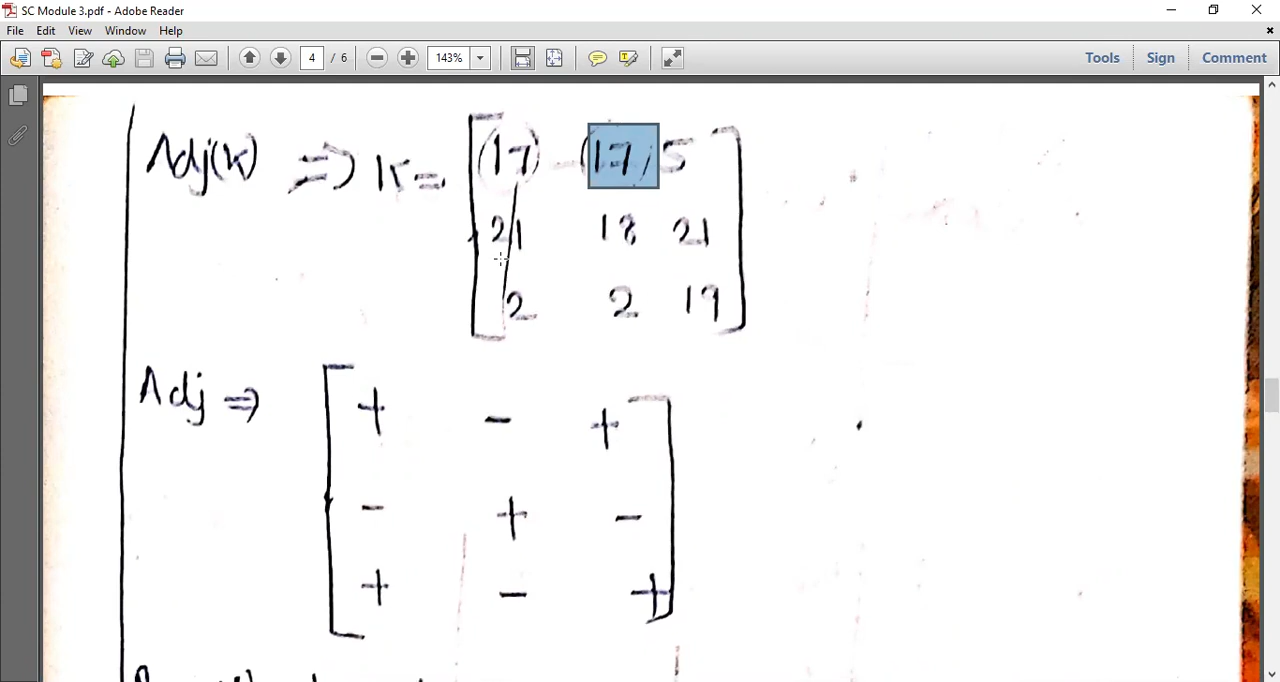 SC Module 3.pdf - Adobe Reader
File Edit View Window Help
4 / 6 143% Tools Sign Comment
Adj(K) => K = [(17) - (17) 5
21 18 21
2 2 19]
Adj => [+ - +
- + -
+ - +]